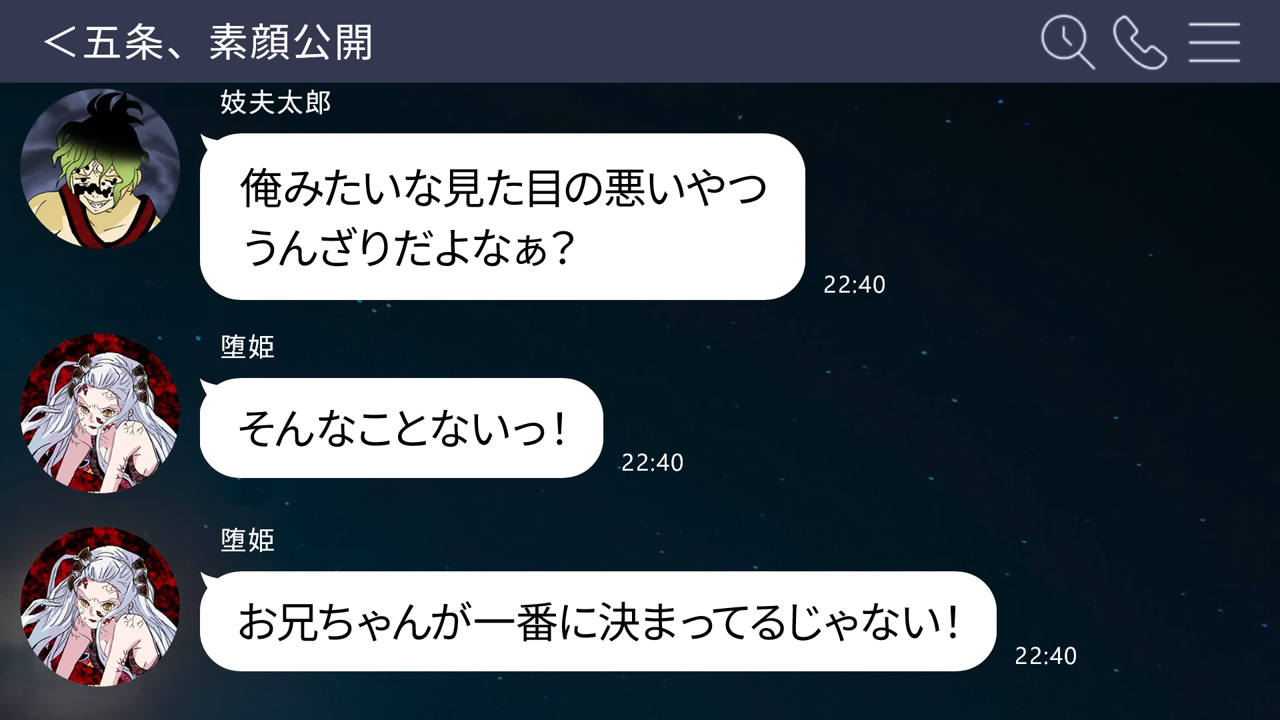 ＜五条、素顔公開
妓夫太郎
俺みたいな見た目の悪いやつ
うんざりだよなぁ？
22:40
堕姫
そんなことないっ！
22:40
堕姫
お兄ちゃんが一番に決まってるじゃない！
22:40